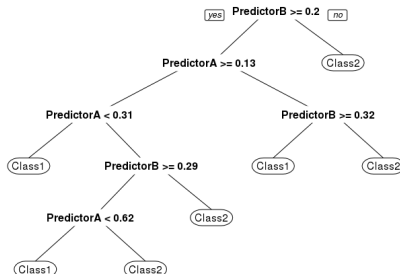 yes PredictorB >= 0.2 no
PredictorA >= 0.13 Class2
PredictorA < 0.31 PredictorB >= 0.32
Class1 PredictorB >= 0.29 Class1 Class2
PredictorA < 0.62 Class2
Class1 Class2